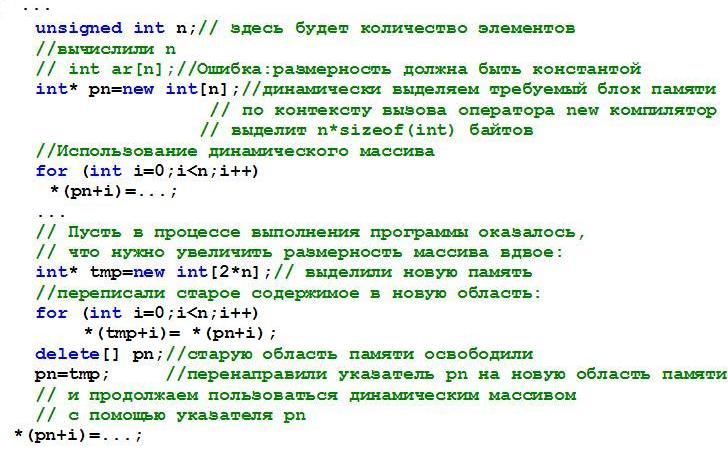 ...
unsigned int n;// здесь будет количество элементов
//вычислили n
// int ar[n];//Ошибка:размерность должна быть константой
int* pn=new int[n];//динамически выделяем требуемый блок памяти
// по контексту вызова оператора new компилятор
// выделит n*sizeof(int) байтов
//Использование динамического массива
for (int i=0;i<n;i++)
*(pn+i)=...;
...
// Пусть в процессе выполнения программы оказалось,
// что нужно увеличить размерность массива вдвое:
int* tmp=new int[2*n];// выделили новую память
//переписали старое содержимое в новую область:
for (int i=0;i<n;i++)
*(tmp+i)= *(pn+i);
delete[] pn;//старую область памяти освободили
pn=tmp; //перенаправили указатель pn на новую область памяти
// и продолжаем пользоваться динамическим массивом
// с помощью указателя pn
*(pn+i)=...;